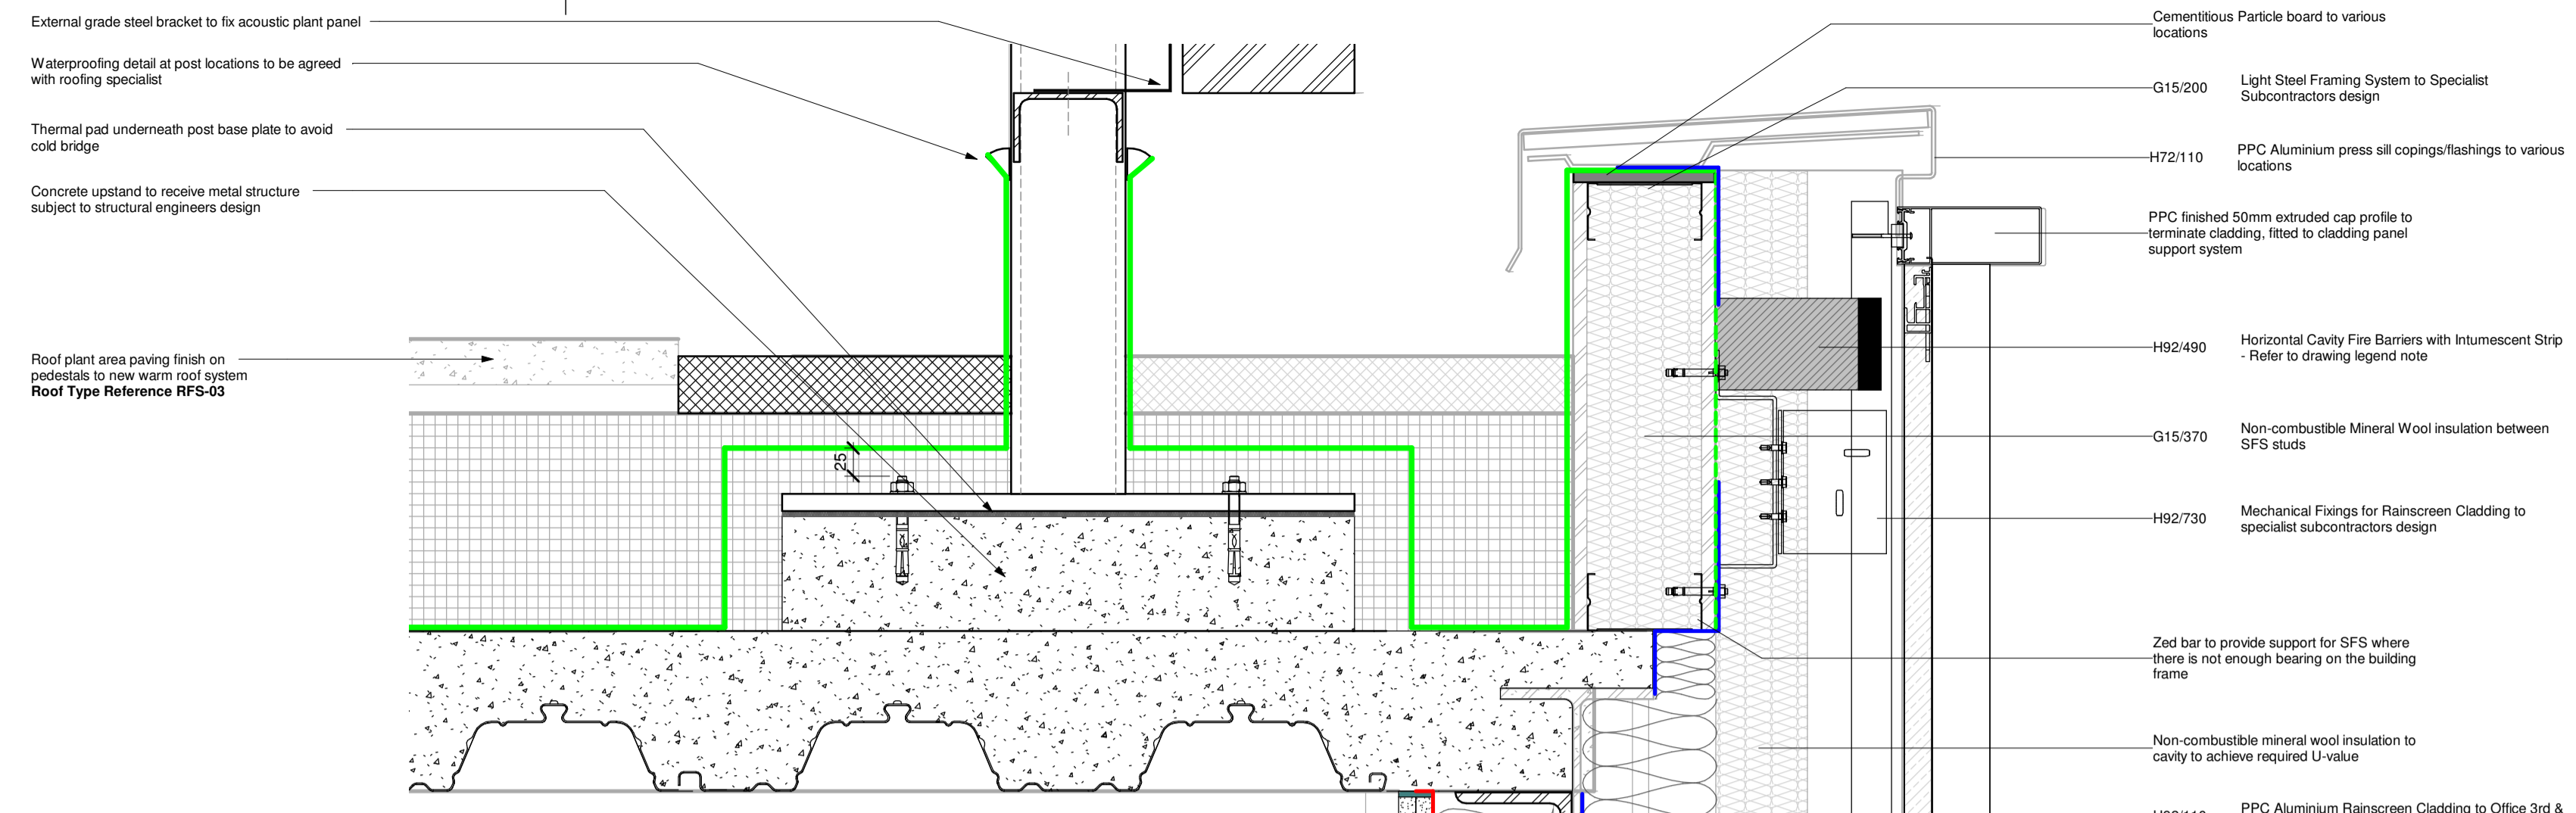 External grade steel bracket to fix acoustic plant panel
Waterproofing detail at post locations to be agreed
with roofing specialist
Thermal pad underneath post base plate to avoid
cold bridge
Concrete upstand to receive metal structure
subject to structural engineers design
Roof plant area paving finish on
pedestals to new warm roof system
Roof Type Reference RFS-03
25
Cementitious Particle board to various
locations
G15/200 Light Steel Framing System to Specialist
Subcontractors design
H72/110 PPC Aluminium press sill copings/flashings to various
locations
PPC finished 50mm extruded cap profile to
terminate cladding, fitted to cladding panel
support system
H92/490 Horizontal Cavity Fire Barriers with Intumescent Strip
- Refer to drawing legend note
G15/370 Non-combustible Mineral Wool insulation between
SFS studs
H92/730 Mechanical Fixings for Rainscreen Cladding to
specialist subcontractors design
Zed bar to provide support for SFS where
there is not enough bearing on the building
frame
Non-combustible mineral wool insulation to
cavity to achieve required U-value
PPC Aluminium Rainscreen Cladding to Office 3rd &